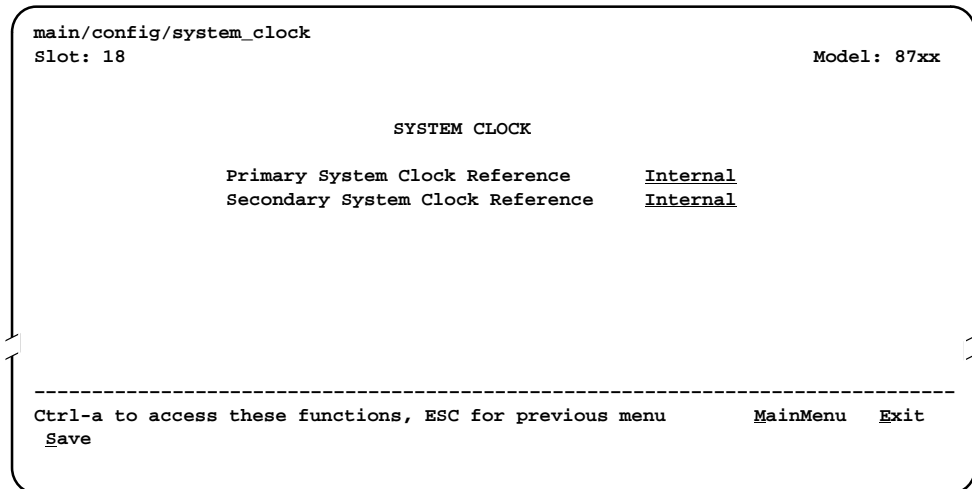 main/config/system_clock
Slot: 18 Model: 87xx
SYSTEM CLOCK
Primary System Clock Reference Internal
Secondary System Clock Reference Internal
--------------------------------------------------------------------------------
Ctrl-a to access these functions, ESC for previous menu MainMenu Exit
Save